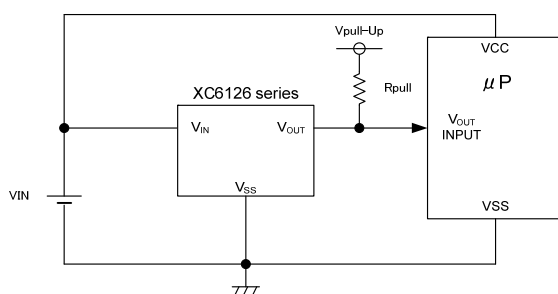 Vpull-Up
VCC
μP
Rpull
XC6126 series
VIN
VOUT
VOUT
INPUT
VSS
VIN
VSS